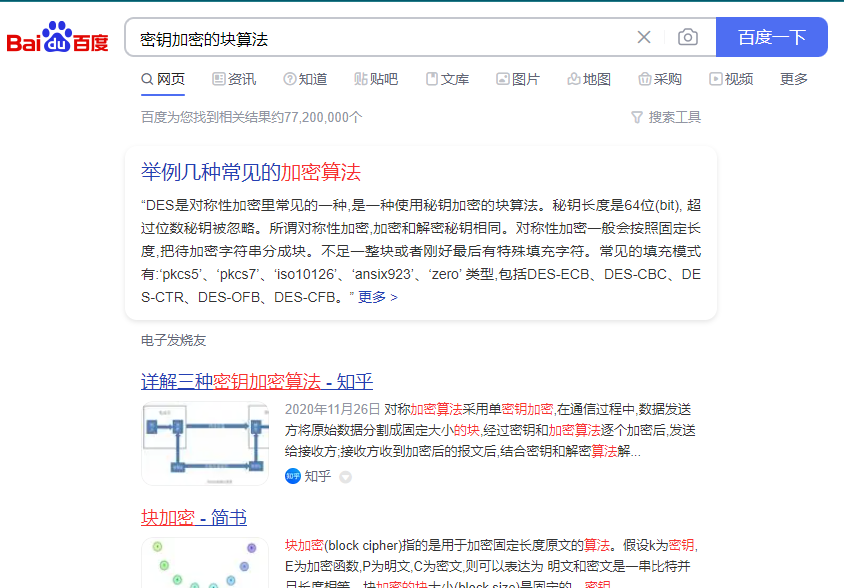 Bai du 百度 密钥加密的块算法 百度一下
网页 资讯 知道 贴吧 文库 图片 地图 采购 视频 更多
百度为您找到相关结果约77,200,000个 搜索工具
举例几种常见的加密算法
“DES是对称性加密里常见的一种,是一种使用秘钥加密的块算法。秘钥长度是64位(bit), 超
过位数秘钥被忽略。所谓对称性加密,加密和解密秘钥相同。对称性加密一般会按照固定长
度,把待加密字符串分成块。不足一整块或者刚好最后有特殊填充字符。常见的填充模式
有:‘pkcs5’、‘pkcs7’、‘iso10126’、‘ansix923’、‘zero’ 类型,包括DES-ECB、DES-CBC、DE
S-CTR、DES-OFB、DES-CFB。” 更多 >
电子发烧友
详解三种密钥加密算法 - 知乎
2020年11月26日 对称加密算法采用单密钥加密,在通信过程中,数据发送
方将原始数据分割成固定大小的块,经过密钥和加密算法逐个加密后,发送
给接收方;接收方收到加密后的报文后,结合密钥和解密算法解...
知乎 知乎
块加密 - 简书
块加密(block cipher)指的是用于加密固定长度原文的算法。假设k为密钥,
E为加密函数,P为明文,C为密文,则可以表达为 明文和密文是一串比特并
且长度相等。块加密的块大小(block size)是固定的。密钥